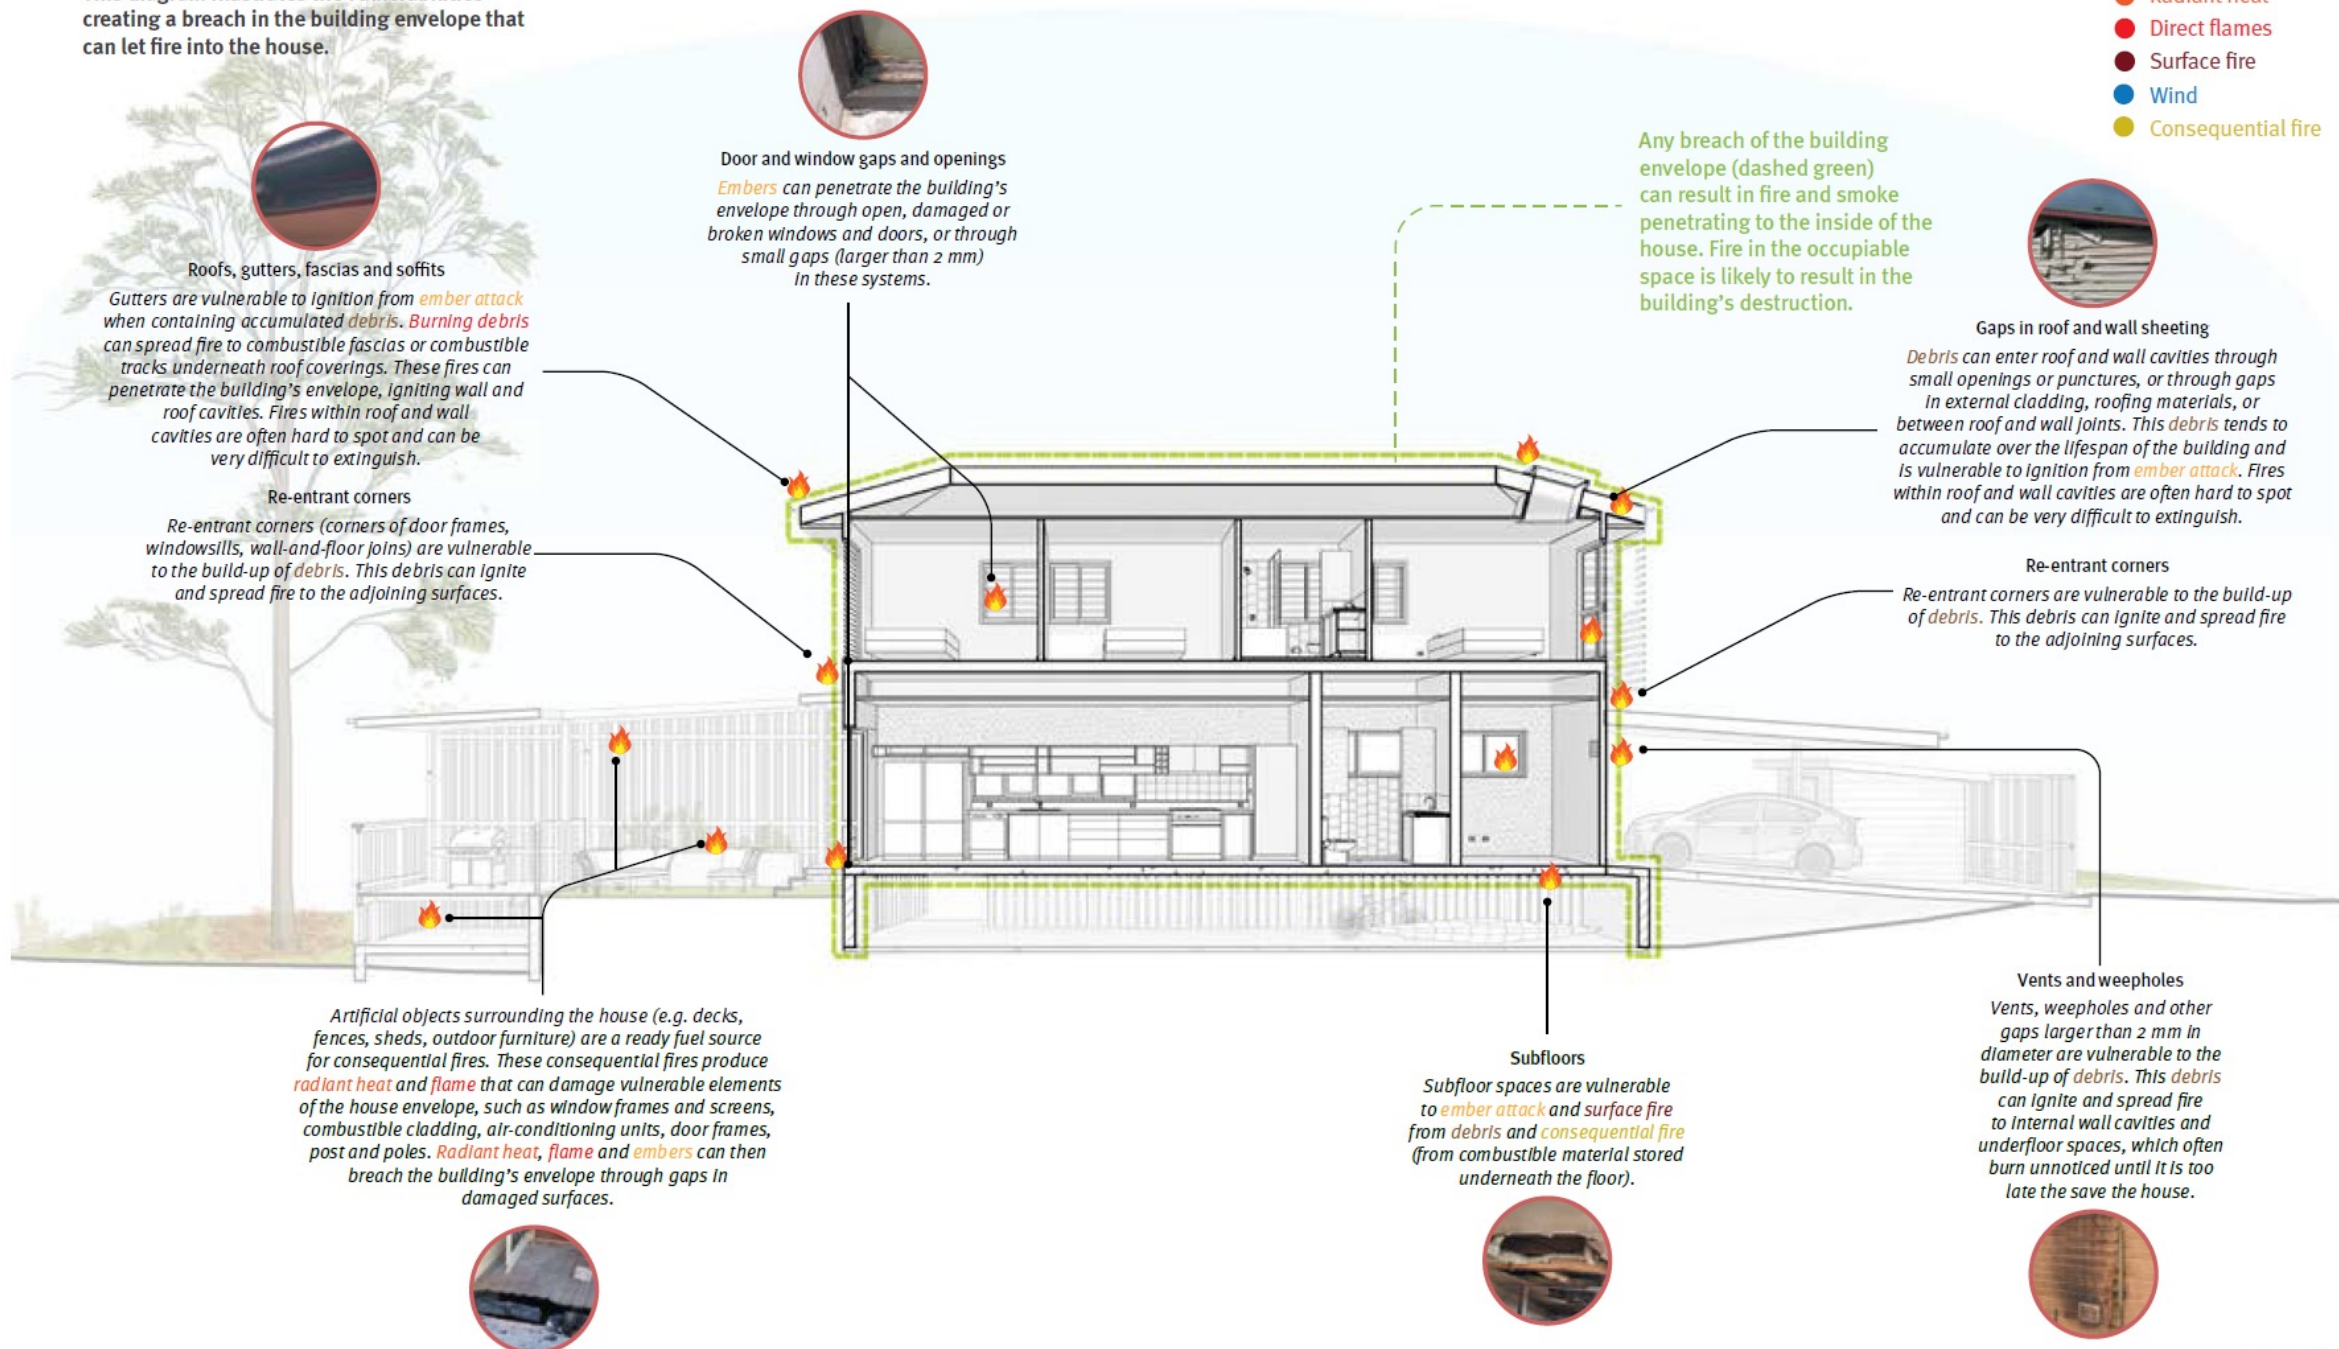 creating a breach in the building envelope that
can let fire into the house.
Radiant heat
Direct flames
Surface fire
Wind
Consequential fire
Door and window gaps and openings
Embers can penetrate the building's
envelope through open, damaged or
broken windows and doors, or through
small gaps (larger than 2 mm)
in these systems.
Any breach of the building
envelope (dashed green)
can result in fire and smoke
penetrating to the inside of the
house. Fire in the occupiable
space is likely to result in the
building's destruction.
Roofs, gutters, fascias and soffits
Gutters are vulnerable to ignition from ember attack
when containing accumulated debris. Burning debris
can spread fire to combustible fascias or combustible
tracks underneath roof coverings. These fires can
penetrate the building's envelope, igniting wall and
roof cavities. Fires within roof and wall
cavities are often hard to spot and can be
very difficult to extinguish.
Re-entrant corners
Re-entrant corners (corners of door frames,
windowsills, wall-and-floor joins) are vulnerable
to the build-up of debris. This debris can ignite
and spread fire to the adjoining surfaces.
Gaps in roof and wall sheeting
Debris can enter roof and wall cavities through
small openings or punctures, or through gaps
in external cladding, roofing materials, or
between roof and wall joints. This debris tends to
accumulate over the lifespan of the building and
is vulnerable to ignition from ember attack. Fires
within roof and wall cavities are often hard to spot
and can be very difficult to extinguish.
Re-entrant corners
Re-entrant corners are vulnerable to the build-up
of debris. This debris can ignite and spread fire
to the adjoining surfaces.
Artificial objects surrounding the house (e.g. decks,
fences, sheds, outdoor furniture) are a ready fuel source
for consequential fires. These consequential fires produce
radiant heat and flame that can damage vulnerable elements
of the house envelope, such as window frames and screens,
combustible cladding, air-conditioning units, door frames,
post and poles. Radiant heat, flame and embers can then
breach the building's envelope through gaps in
damaged surfaces.
Subfloors
Subfloor spaces are vulnerable
to ember attack and surface fire
from debris and consequential fire
(from combustible material stored
underneath the floor).
Vents and weepholes
Vents, weepholes and other
gaps larger than 2 mm in
diameter are vulnerable to the
build-up of debris. This debris
can ignite and spread fire
to internal wall cavities and
underfloor spaces, which often
burn unnoticed until it is too
late the save the house.